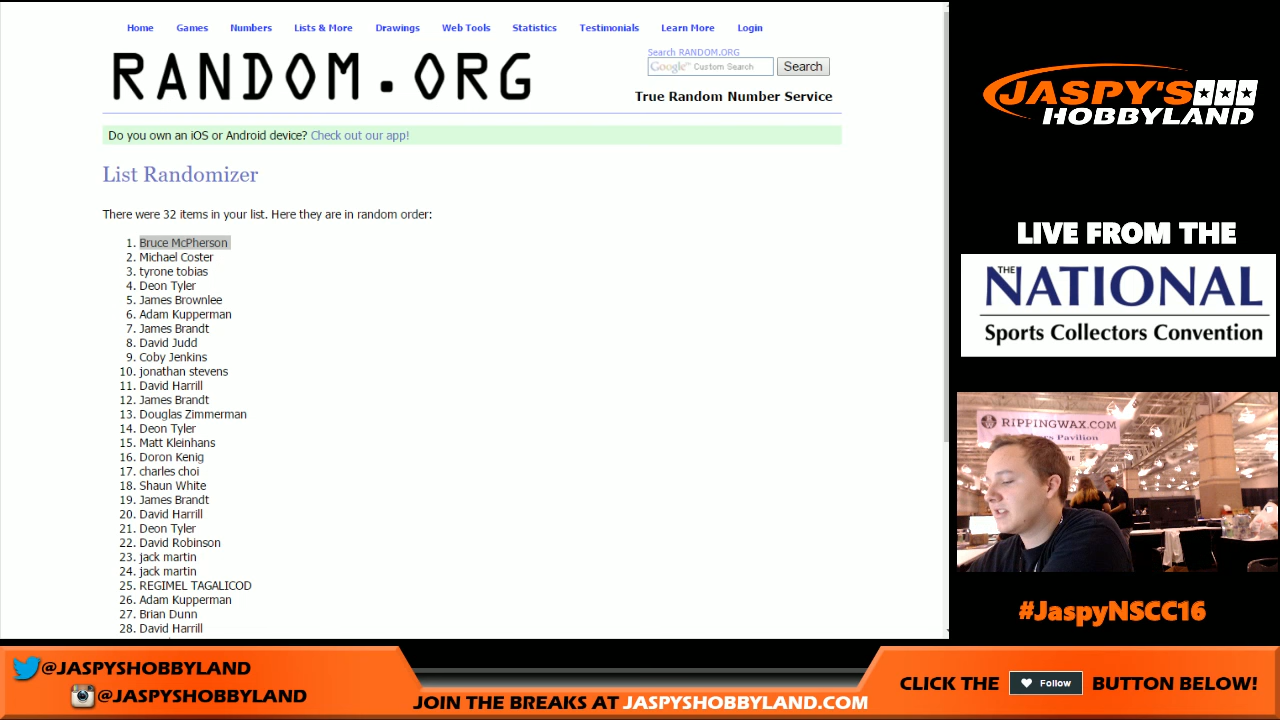 Home Games Numbers Lists & More Drawings Web Tools Statistics Testimonials Learn More Login
RANDOM.ORG
Search RANDOM.ORG
Google™ Custom Search Search
True Random Number Service
Do you own an iOS or Android device? Check out our app!
List Randomizer
There were 32 items in your list. Here they are in random order:
1. Bruce McPherson
2. Michael Coster
3. tyrone tobias
4. Deon Tyler
5. James Brownlee
6. Adam Kupperman
7. James Brandt
8. David Judd
9. Coby Jenkins
10. jonathan stevens
11. David Harrill
12. James Brandt
13. Douglas Zimmerman
14. Deon Tyler
15. Matt Kleinhans
16. Doron Kenig
17. charles choi
18. Shaun White
19. James Brandt
20. David Harrill
21. Deon Tyler
22. David Robinson
23. jack martin
24. jack martin
25. REGIMEL TAGALICOD
26. Adam Kupperman
27. Brian Dunn
28. David Harrill
JASPY'S
HOBBYLAND
LIVE FROM THE
THE NATIONAL
Sports Collectors Convention
RIPPINGWAX.COM
Pavilion
#JaspyNSCC16
@JASPYSHOBBYLAND
@JASPYSHOBBYLAND
JOIN THE BREAKS AT JASPYSHOBBYLAND.COM
CLICK THE Follow BUTTON BELOW!